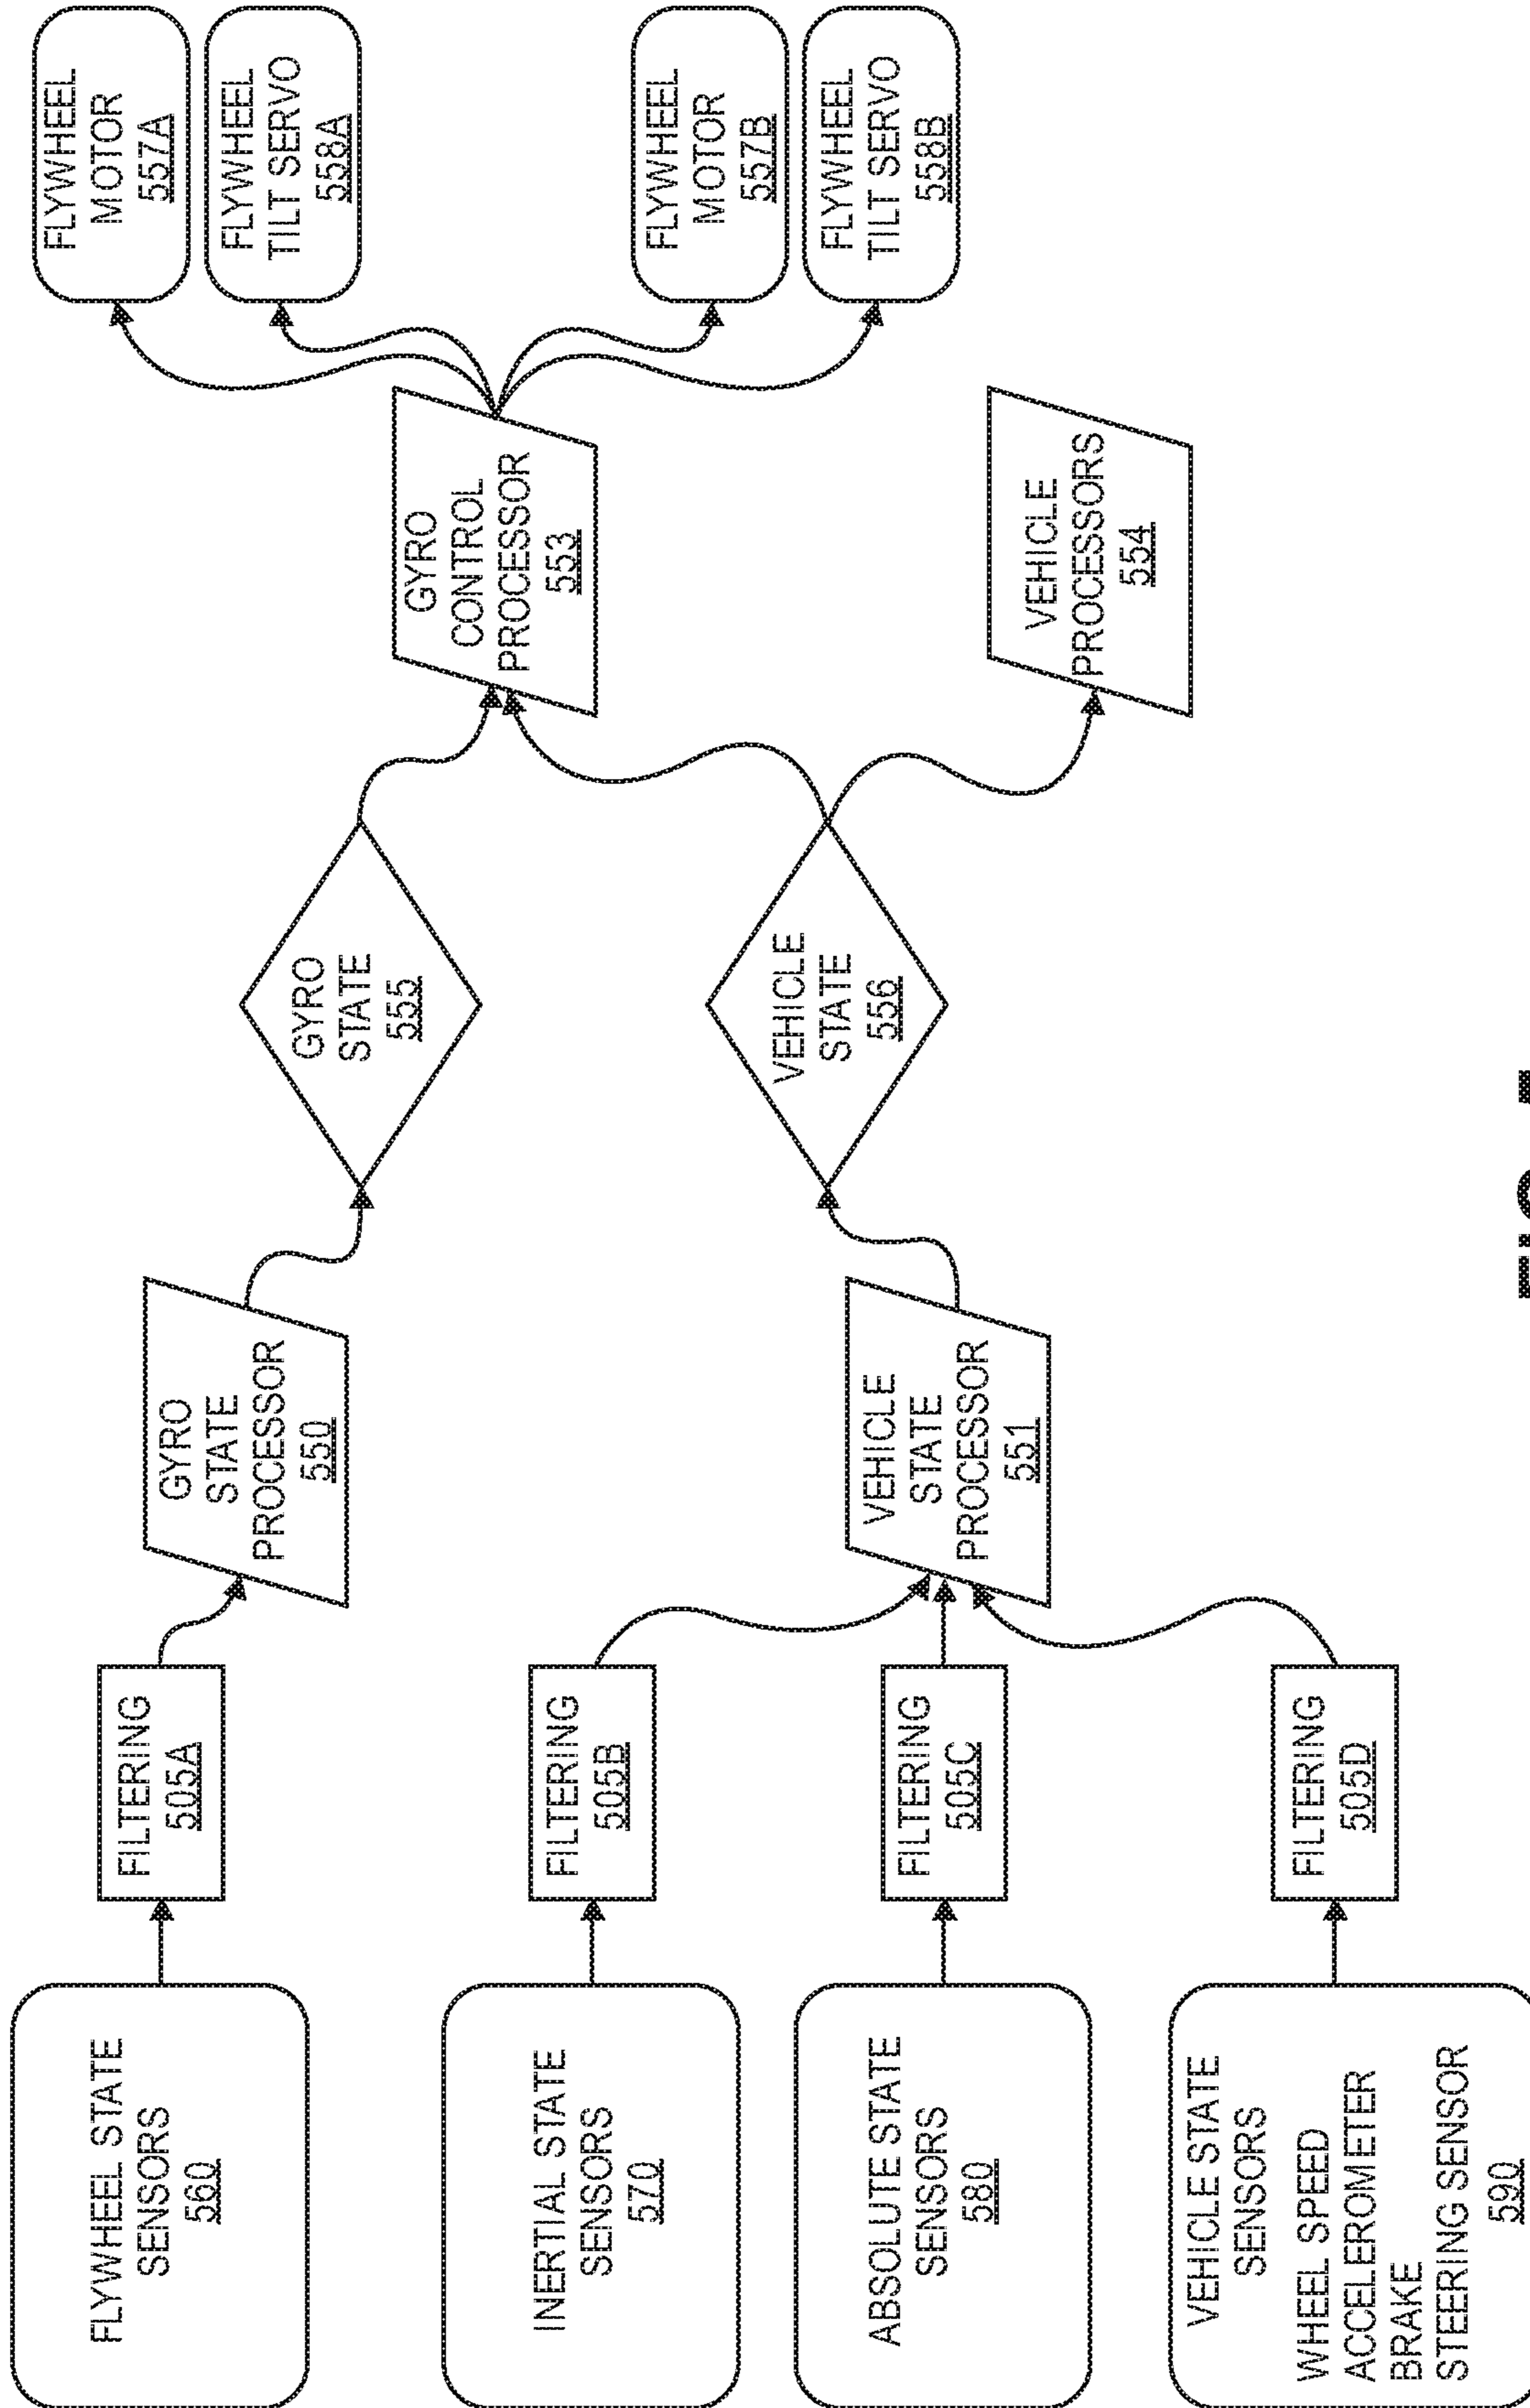 FLYWHEEL STATE
SENSORS
560
INERTIAL STATE
SENSORS
570
ABSOLUTE STATE
SENSORS
580
VEHICLE STATE
SENSORS
WHEEL SPEED
ACCELEROMETER
BRAKE
STEERING SENSOR
590
FILTERING
505A
FILTERING
505B
FILTERING
505C
FILTERING
505D
GYRO
STATE
PROCESSOR
550
VEHICLE
STATE
PROCESSOR
551
GYRO
STATE
555
VEHICLE
STATE
556
GYRO
CONTROL
PROCESSOR
553
VEHICLE
PROCESSORS
554
FLYWHEEL
MOTOR
557A
FLYWHEEL
TILT SERVO
558A
FLYWHEEL
MOTOR
557B
FLYWHEEL
TILT SERVO
558B